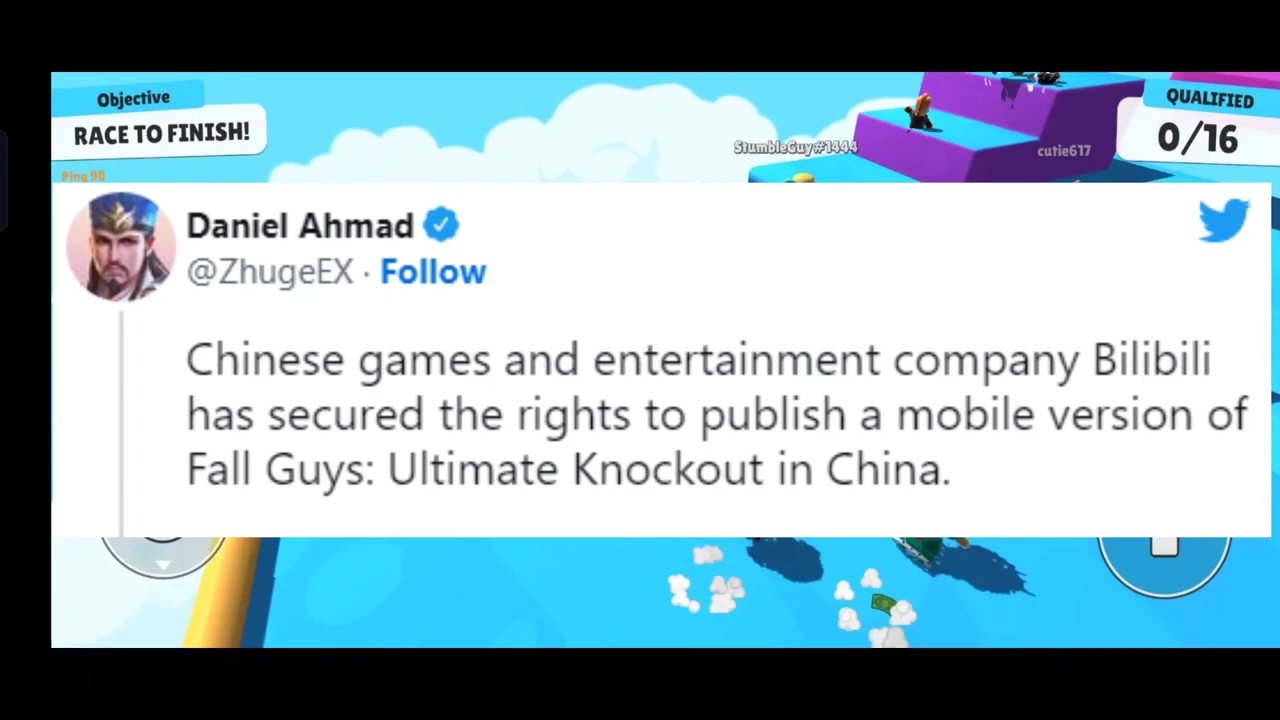 Objective
RACE TO FINISH!
QUALIFIED
0/16
Ping 90
StumbleGuy#1444
cutie617
Daniel Ahmad
@ZhugeEX · Follow
Chinese games and entertainment company Bilibili
has secured the rights to publish a mobile version of
Fall Guys: Ultimate Knockout in China.